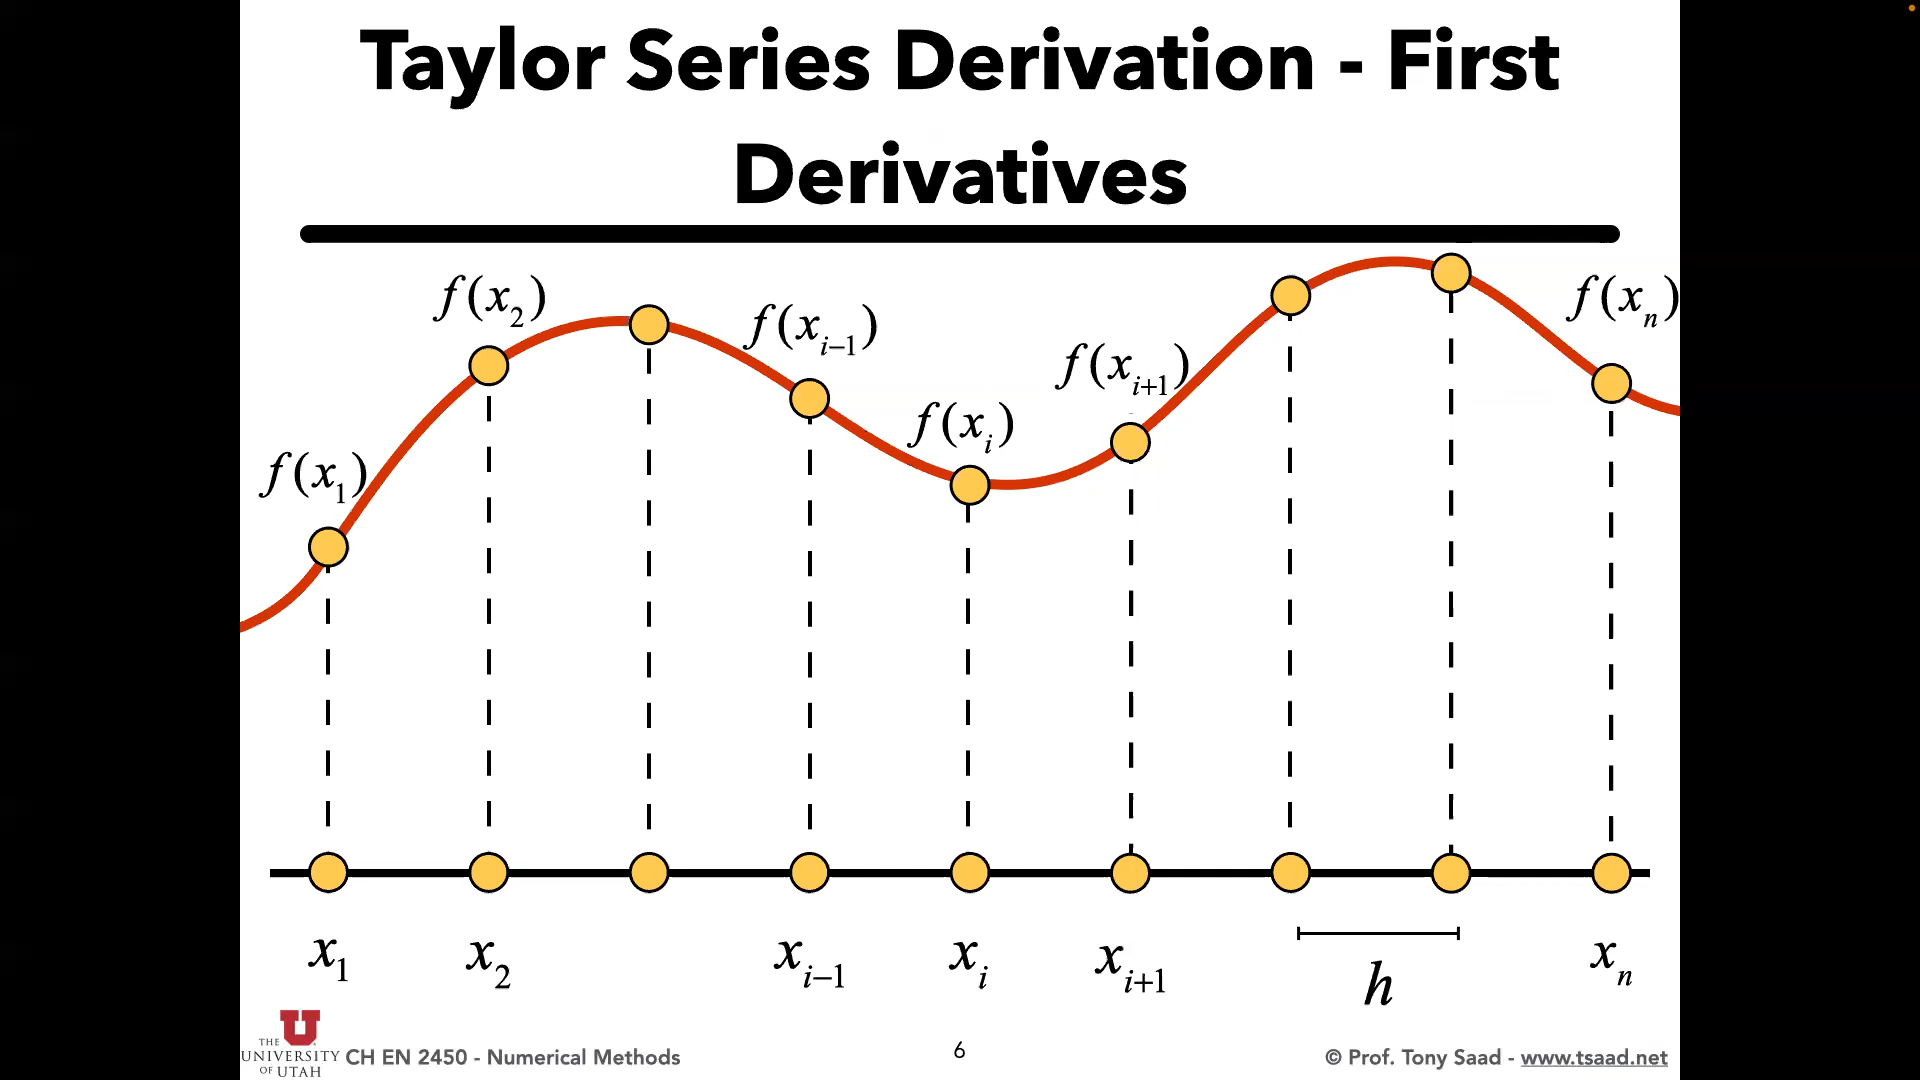 Taylor Series Derivation - First
Derivatives
f(x₂)
f(xᵢ₋₁)
f(xₙ)
f(xᵢ₊₁)
f(xᵢ)
f(x₁)
x₁ x₂ xᵢ₋₁ xᵢ xᵢ₊₁ h xₙ
THE
UNIVERSITY
OF UTAH
U
CH EN 2450 - Numerical Methods
6
© Prof. Tony Saad - www.tsaad.net